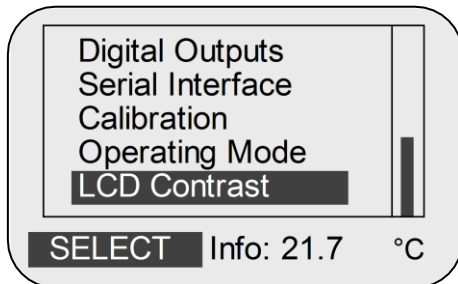 Digital Outputs
Serial Interface
Calibration
Operating Mode
LCD Contrast
SELECT Info: 21.7 °C